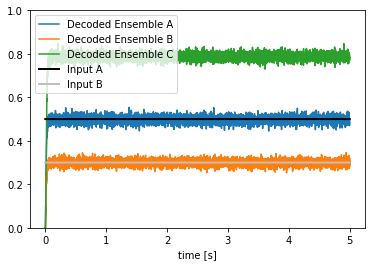 1.0
0.8
0.6
0.4
0.2
0.0
Decoded Ensemble A
Decoded Ensemble B
Decoded Ensemble C
Input A
Input B
0 1 2 3 4 5
time [s]